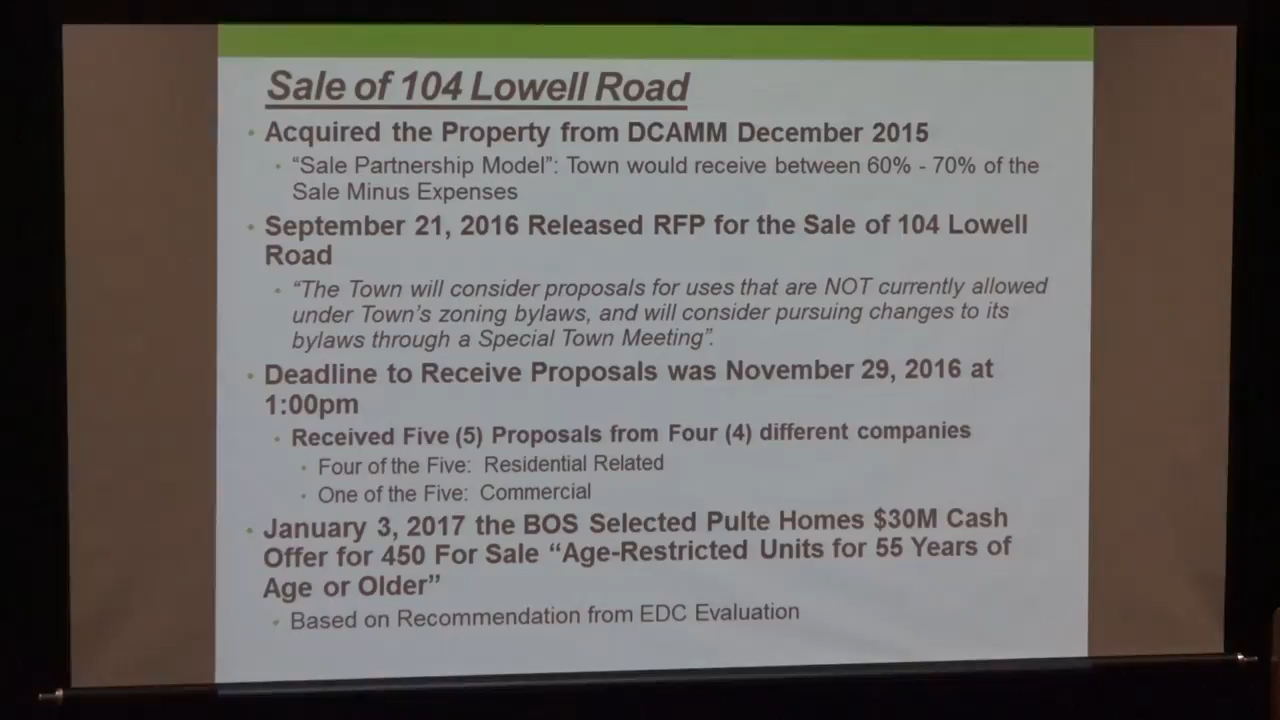 Sale of 104 Lowell Road
• Acquired the Property from DCAMM December 2015
• “Sale Partnership Model”: Town would receive between 60% - 70% of the
Sale Minus Expenses
• September 21, 2016 Released RFP for the Sale of 104 Lowell
Road
• “The Town will consider proposals for uses that are NOT currently allowed
under Town’s zoning bylaws, and will consider pursuing changes to its
bylaws through a Special Town Meeting”.
• Deadline to Receive Proposals was November 29, 2016 at
1:00pm
• Received Five (5) Proposals from Four (4) different companies
• Four of the Five: Residential Related
• One of the Five: Commercial
• January 3, 2017 the BOS Selected Pulte Homes $30M Cash
Offer for 450 For Sale “Age-Restricted Units for 55 Years of
Age or Older”
• Based on Recommendation from EDC Evaluation